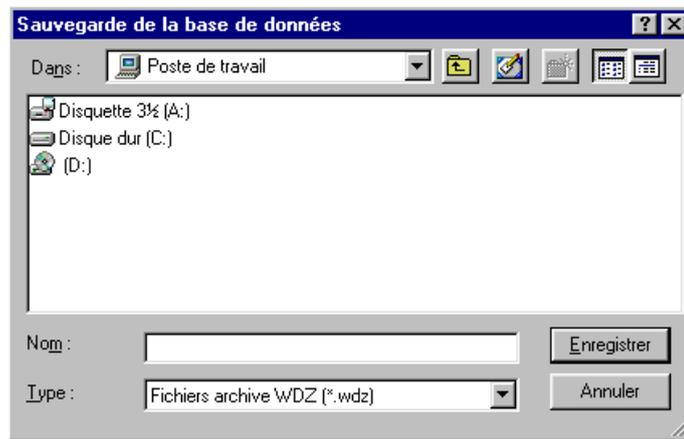 Sauvegarde de la base de données
Dans : Poste de travail
Disquette 3½ (A:)
Disque dur (C:)
(D:)
Nom : Enregistrer
Type : Fichiers archive WDZ (*.wdz) Annuler